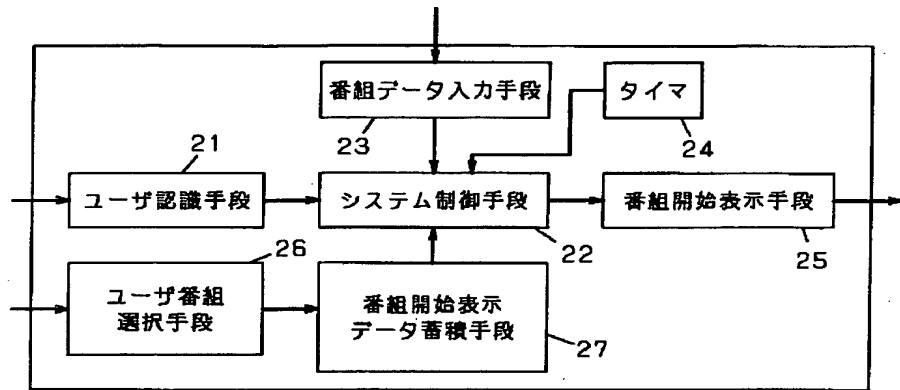 番組データ入力手段
タイマ
23
24
21
ユーザ認識手段
システム制御手段
番組開始表示手段
22
25
26
ユーザ番組
選択手段
番組開始表示
データ蓄積手段
27